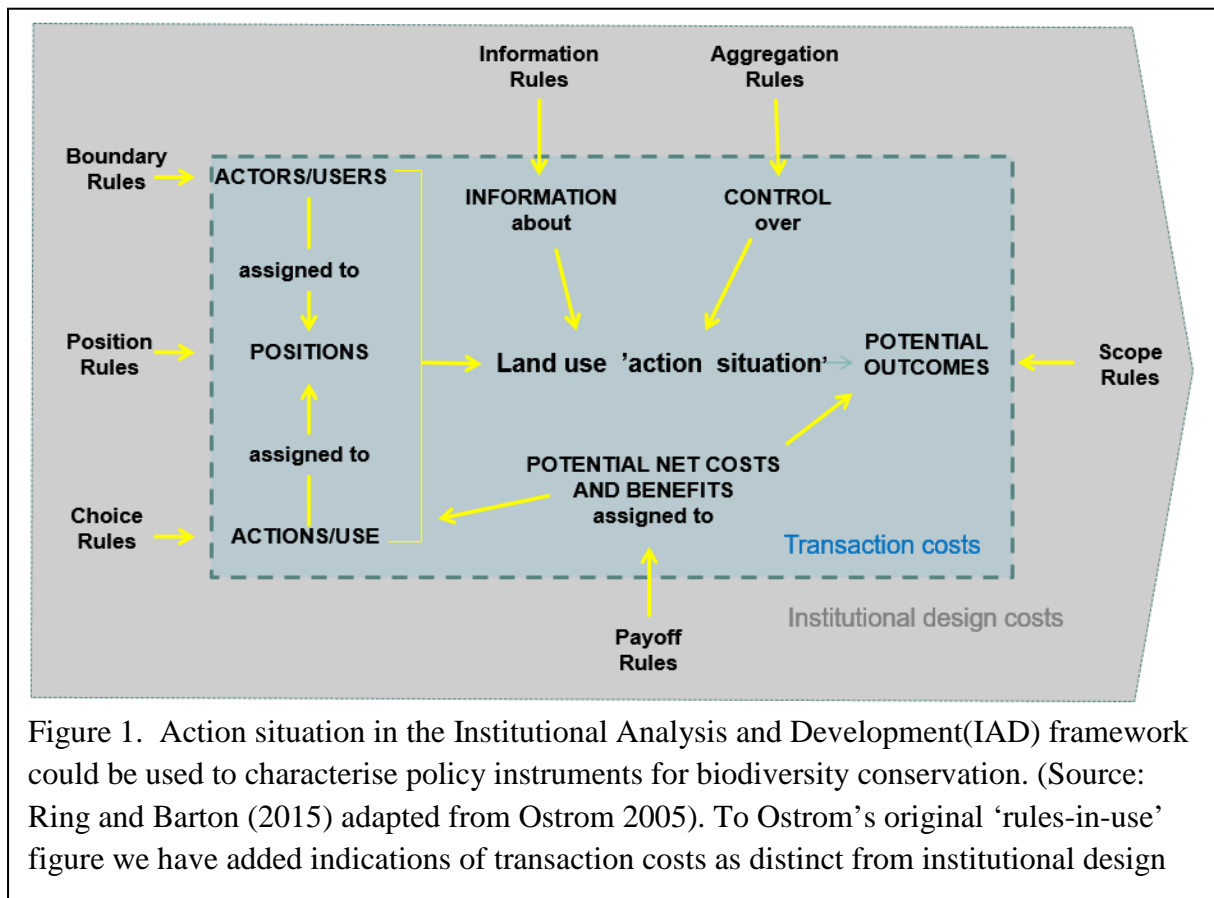 Information
Rules
Aggregation
Rules
Boundary
Rules
ACTORS/USERS
INFORMATION
about
CONTROL
over
assigned to
Position
Rules
POSITIONS
Land use 'action situation'
POTENTIAL
OUTCOMES
Scope
Rules
assigned to
POTENTIAL NET COSTS
AND BENEFITS
assigned to
Choice
Rules
ACTIONS/USE
Transaction costs
Institutional design costs
Payoff
Rules
Figure 1. Action situation in the Institutional Analysis and Development(IAD) framework
could be used to characterise policy instruments for biodiversity conservation. (Source:
Ring and Barton (2015) adapted from Ostrom 2005). To Ostrom’s original ‘rules-in-use’
figure we have added indications of transaction costs as distinct from institutional design